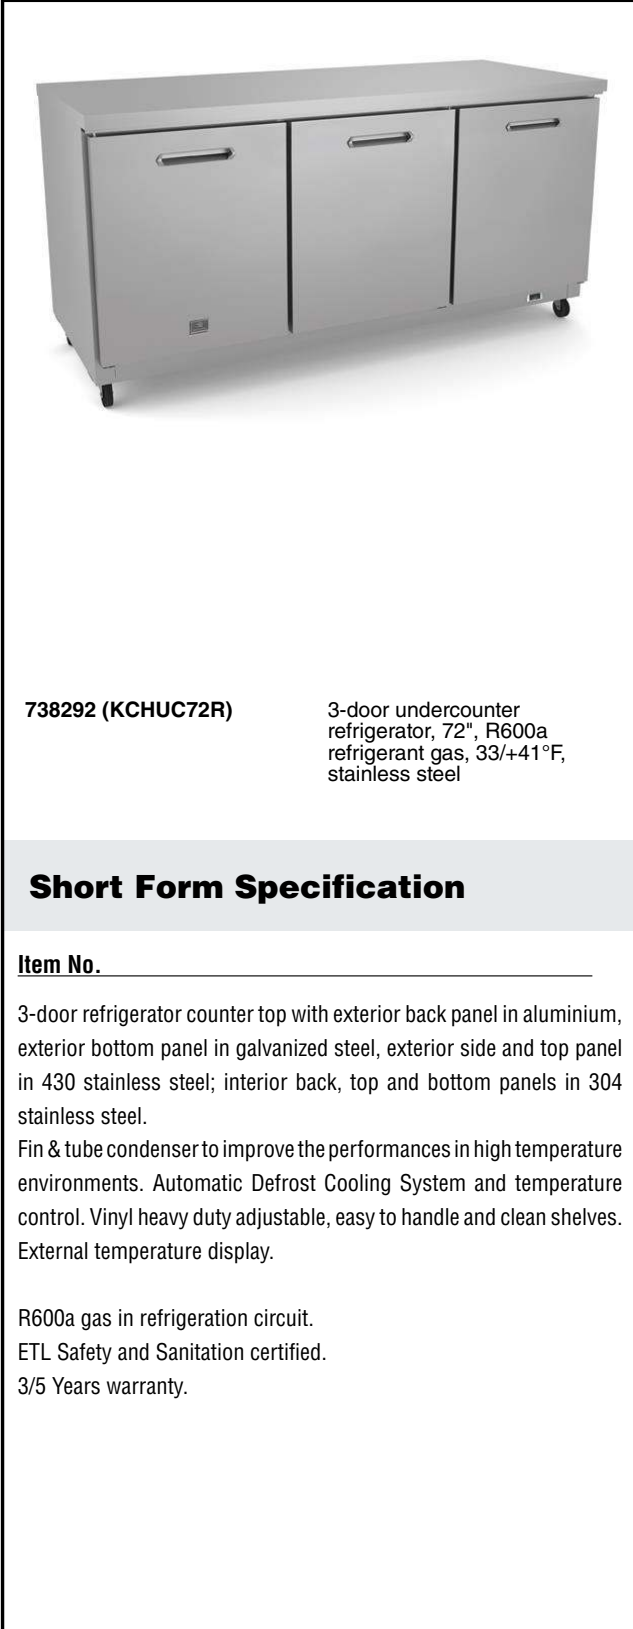 738292 (KCHUC72R)
3-door undercounter
refrigerator, 72", R600a
refrigerant gas, 33/+41°F,
stainless steel
Short Form Specification
Item No.
3-door refrigerator counter top with exterior back panel in aluminium,
exterior bottom panel in galvanized steel, exterior side and top panel
in 430 stainless steel; interior back, top and bottom panels in 304
stainless steel.
Fin & tube condenser to improve the performances in high temperature
environments. Automatic Defrost Cooling System and temperature
control. Vinyl heavy duty adjustable, easy to handle and clean shelves.
External temperature display.
R600a gas in refrigeration circuit.
ETL Safety and Sanitation certified.
3/5 Years warranty.